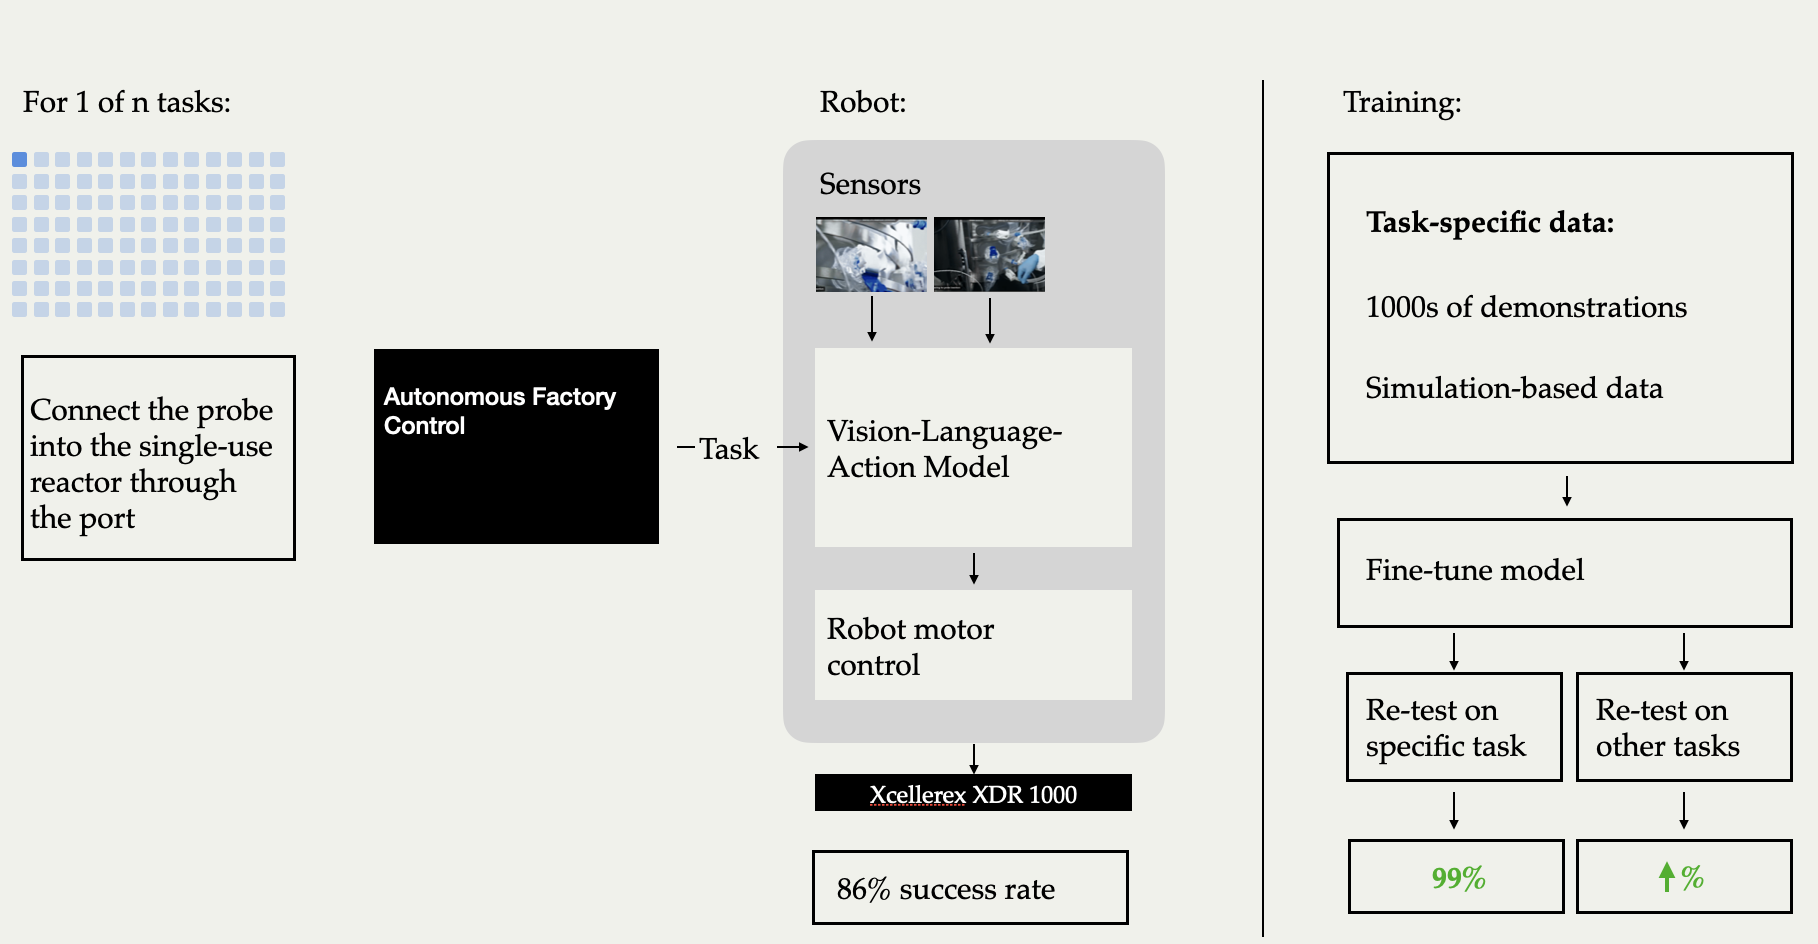 For 1 of n tasks:
Connect the probe
into the single-use
reactor through
the port
Autonomous Factory
Control
Task
Robot:
Sensors
Vision-Language-
Action Model
Robot motor
control
Xcellerex XDR 1000
86% success rate
Training:
Task-specific data:
1000s of demonstrations
Simulation-based data
Fine-tune model
Re-test on
specific task
Re-test on
other tasks
99%
%